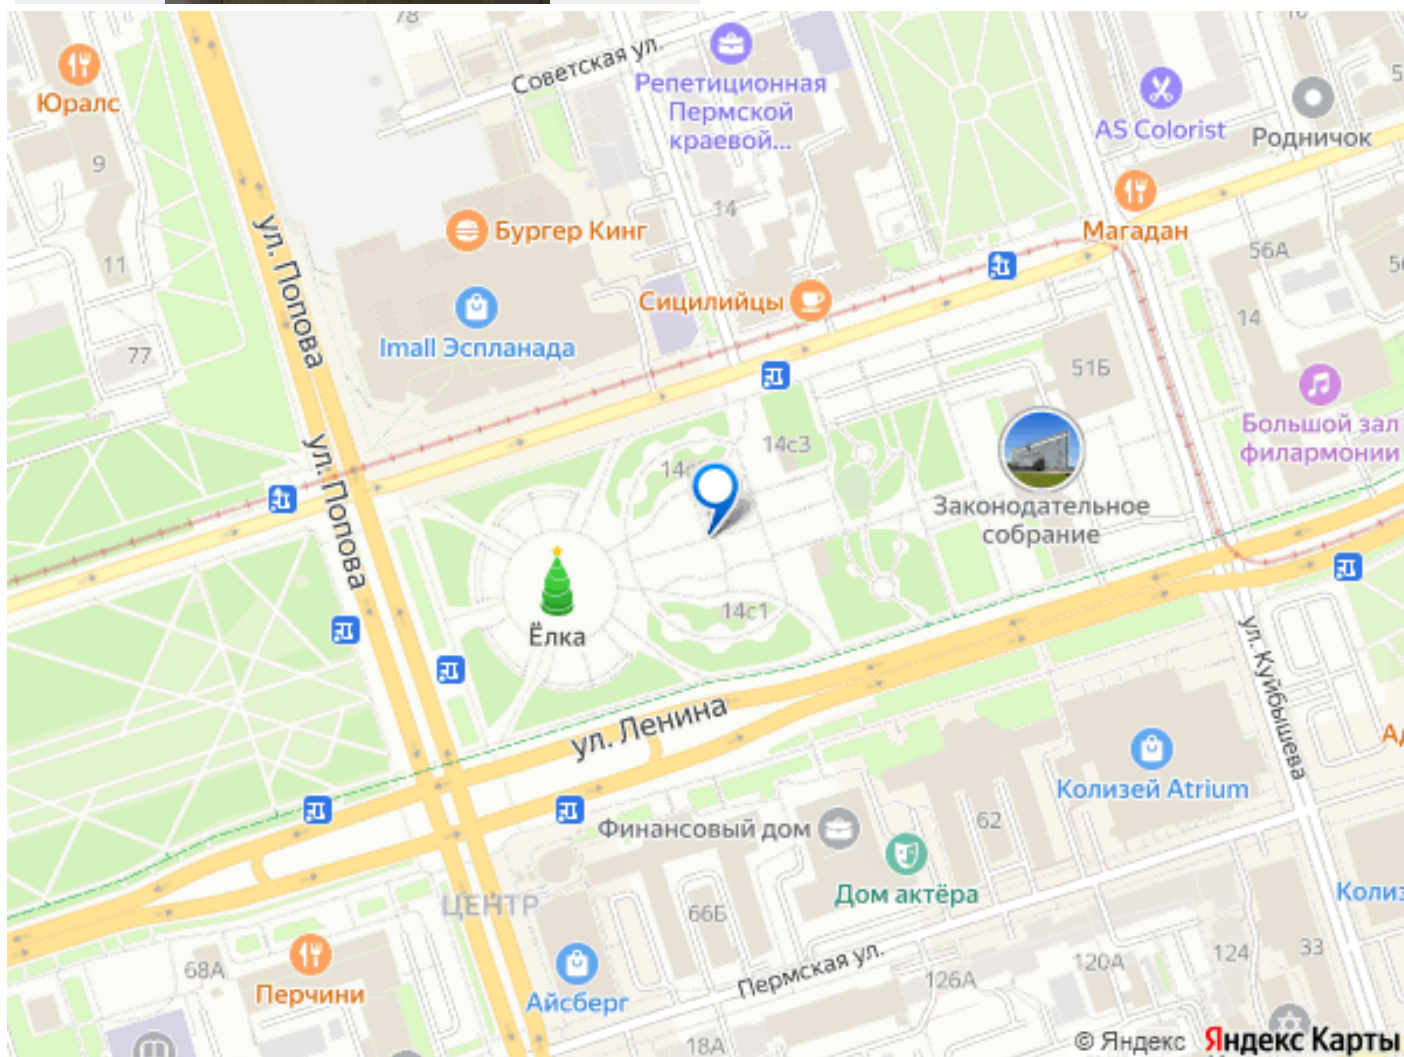 78
Юралс
Советская ул.
Репетиционная
Пермской
краевой...
AS Colorist
Родничок
9
ул. Попова
14
Бургер Кинг
Магадан
11
56А
Сицилийцы
Imall Эспланада
14
77
51Б
Большой зал
филармонии
ул. Попова
14с3
Законодательное
собрание
14с1
Ёлка
ул. Куйбышева
ул. Ленина
Колизей Atrium
Финансовый дом
62
Дом актёра
ЦЕНТР
66Б
68А
Перчини
Айсберг
Пермская ул.
126А
120А
124
33
18А
© Яндекс
Яндекс Карты